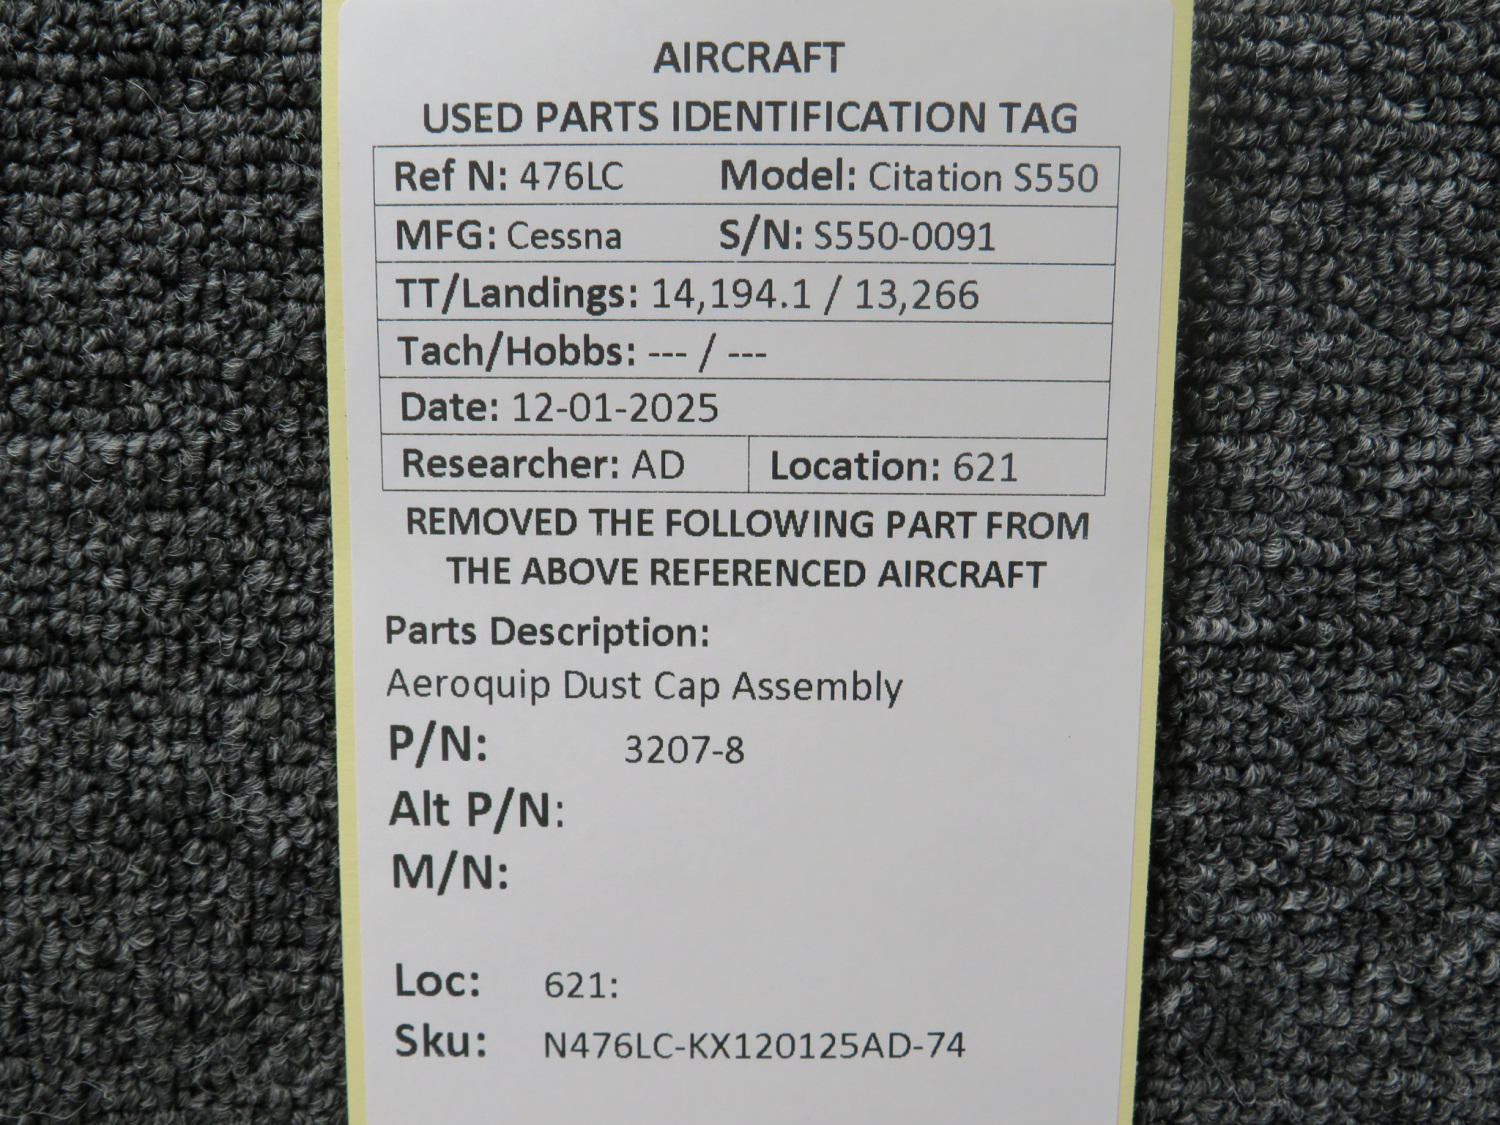 AIRCRAFT
USED PARTS IDENTIFICATION TAG
Ref N: 476LC Model: Citation S550
MFG: Cessna S/N: S550-0091
TT/Landings: 14,194.1 / 13,266
Tach/Hobbs: --- / ---
Date: 12-01-2025
Researcher: AD Location: 621
REMOVED THE FOLLOWING PART FROM
THE ABOVE REFERENCED AIRCRAFT
Parts Description:
Aeroquip Dust Cap Assembly
P/N: 3207-8
Alt P/N:
M/N:
Loc: 621:
Sku: N476LC-KX120125AD-74